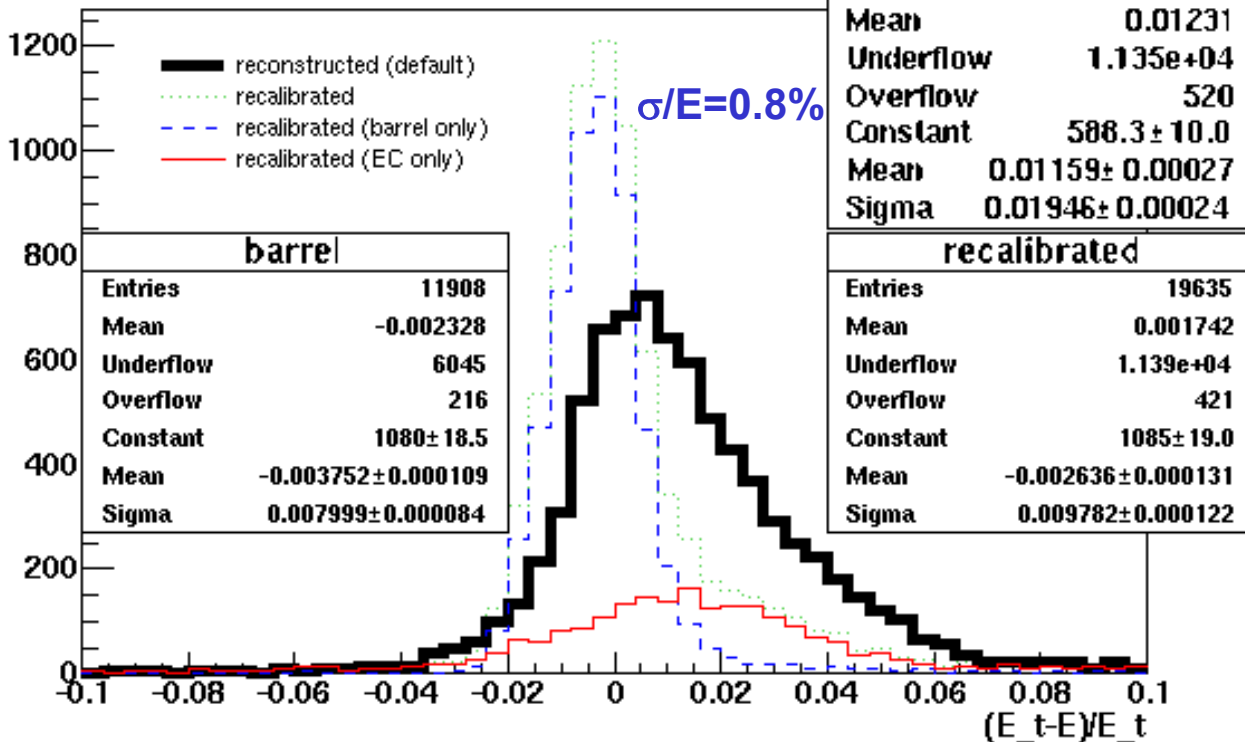 1200
1000
800
600
400
200
0
reconstructed (default)
recalibrated
recalibrated (barrel only)
recalibrated (EC only)
σ/E=0.8%
Mean 0.01231
Underflow 1.135e+04
Overflow 520
Constant 588.3± 10.0
Mean 0.01159± 0.00027
Sigma 0.01946± 0.00024
barrel
Entries 11908
Mean -0.002328
Underflow 6045
Overflow 216
Constant 1080± 18.5
Mean -0.003752±0.000109
Sigma 0.007999±0.000084
recalibrated
Entries 19635
Mean 0.001742
Underflow 1.139e+04
Overflow 421
Constant 1085± 19.0
Mean -0.002636±0.000131
Sigma 0.009782±0.000122
-0.1 -0.06 -0.02 0 0.02 0.04 0.06 0.08 0.1
(E_t-E)/E_t